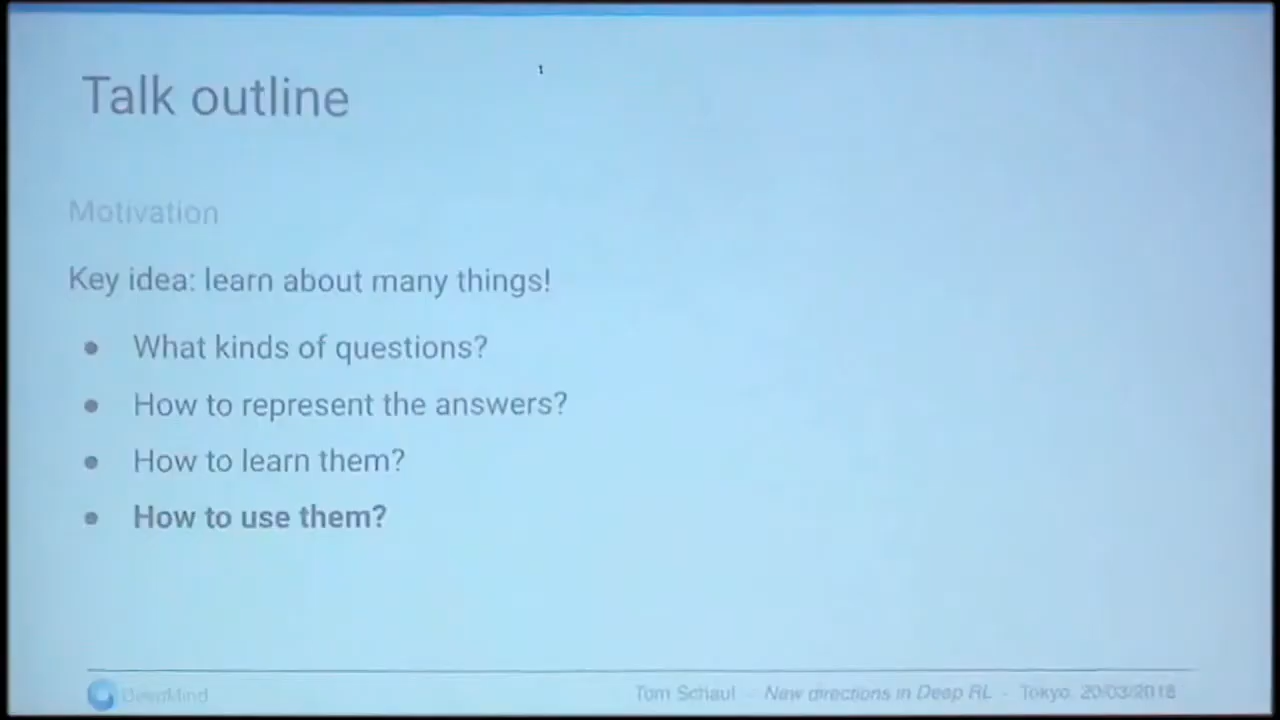 Talk outline
Motivation
Key idea: learn about many things!
● What kinds of questions?
● How to represent the answers?
● How to learn them?
● How to use them?
DeepMind
Tom Schaul - New directions in Deep RL - Tokyo 20/03/2018